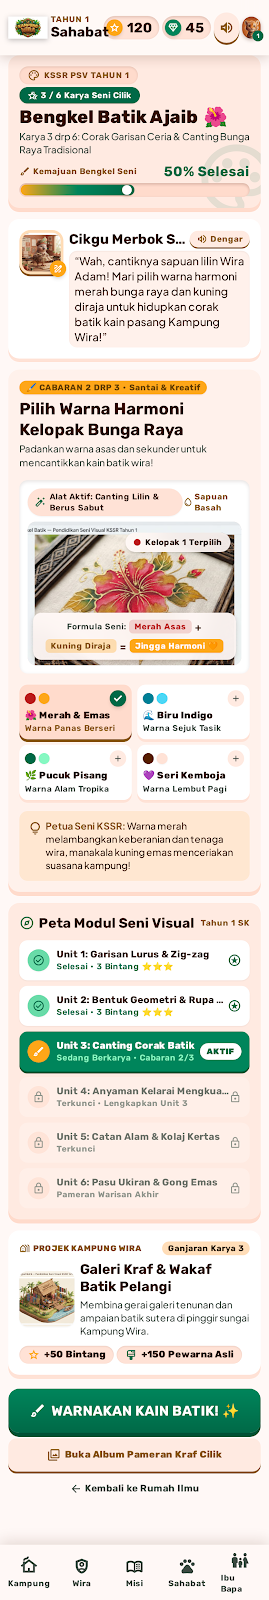 TAHUN 1
Sahabat
120
45
1
KSSR PSV TAHUN 1
3 / 6 Karya Seni Cilik
Bengkel Batik Ajaib 🌺
Karya 3 drp 6: Corak Garisan Ceria & Canting Bunga
Raya Tradisional
Kemajuan Bengkel Seni
50% Selesai
Cikgu Merbok S...
Dengar
"Wah, cantiknya sapuan lilin Wira
Adam! Mari pilih warna harmoni
merah bunga raya dan kuning
diraja untuk hidupkan corak
batik kain pasang Kampung
Wira!"
🖌️ CABARAN 2 DRP 3 • Santai & Kreatif
Pilih Warna Harmoni
Kelopak Bunga Raya
Padankan warna asas dan sekunder untuk
mencantikkan kain batik wira!
Alat Aktif: Canting Lilin &
Berus Sabut
Sapuan
Basah
Batik — Pendidikan Seni Visual KSSR Tahun 1
Kelopak 1 Terpilih
Formula Seni: Merah Asas +
Kuning Diraja = Jingga Harmoni 🧡
🌺 Merah & Emas
Warna Panas Berseri
🌊 Biru Indigo
Warna Sejuk Tasik
🌿 Pucuk Pisang
Warna Alam Tropika
💜 Seri Kemboja
Warna Lembut Pagi
Petua Seni KSSR: Warna merah
melambangkan keberanian dan tenaga
wira, manakala kuning emas menceriakan
suasana kampung!
Peta Modul Seni Visual
Tahun 1 SK
Unit 1: Garisan Lurus & Zig-zag
Selesai • 3 Bintang ⭐⭐⭐
Unit 2: Bentuk Geometri & Rupa ...
Selesai • 3 Bintang ⭐⭐⭐
Unit 3: Canting Corak Batik
Sedang Berkarya • Cabaran 2/3
AKTIF
Unit 4: Anyaman Kelarai Mengkua...
Terkunci • Lengkapkan Unit 3
Unit 5: Catan Alam & Kolaj Kertas
Terkunci
Unit 6: Pasu Ukiran & Gong Emas
Pameran Warisan Akhir
PROJEK KAMPUNG WIRA
Ganjaran Karya 3
Galeri Kraf & Wakaf
Batik Pelangi
Membina gerai galeri tenunan dan
ampaian batik sutera di pinggir sungai
Kampung Wira.
+50 Bintang
+150 Pewarna Asli
WARNAKAN KAIN BATIK! ✨
Buka Album Pameran Kraf Cilik
← Kembali ke Rumah Ilmu
Kampung
Wira
Misi
Sahabat
Ibu
Bapa